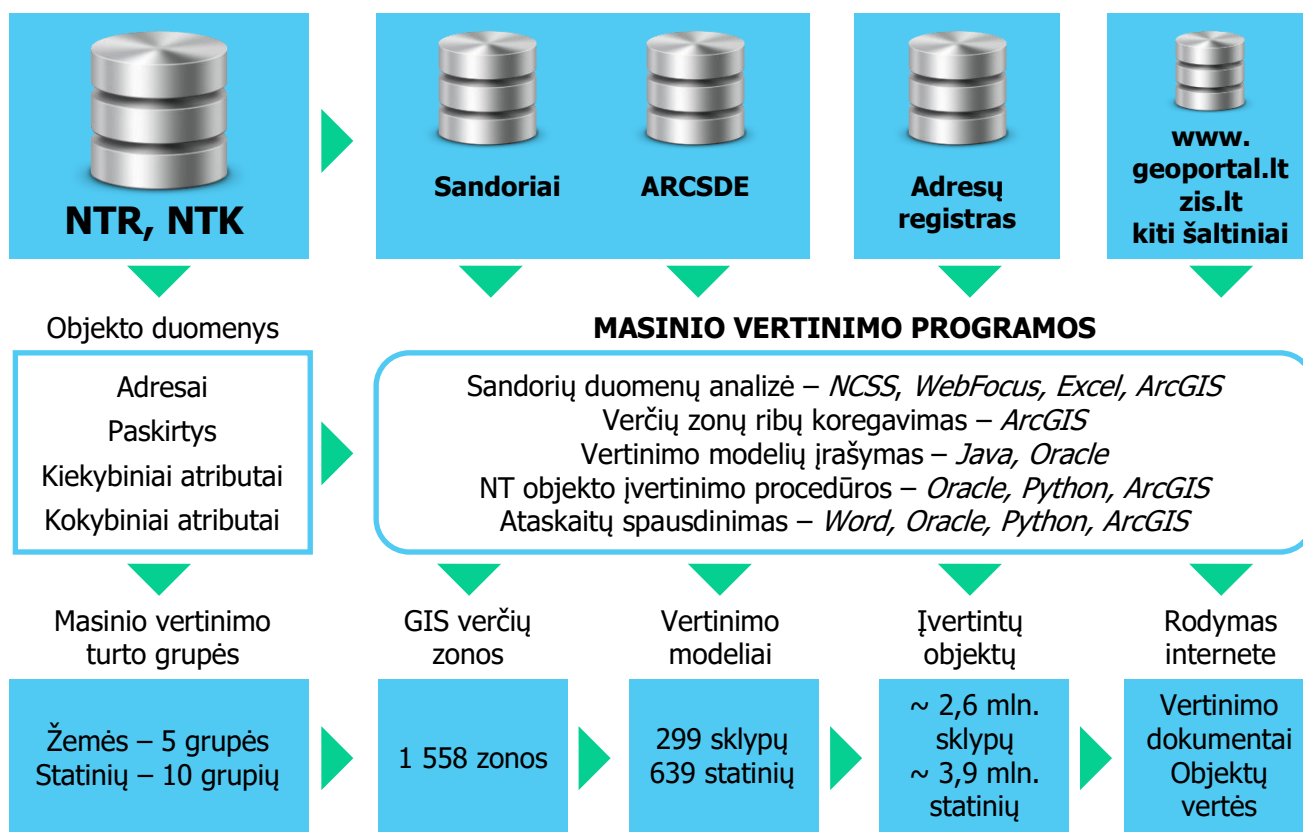 NTR, NTK
Sandoriai
ARCSDE
Adresų
registras
www.
geoportal.lt
zis.lt
kiti šaltiniai
Objekto duomenys
Adresai
Paskirtys
Kiekybiniai atributai
Kokybiniai atributai
MASINIO VERTINIMO PROGRAMOS
Sandorių duomenų analizė – NCSS, WebFocus, Excel, ArcGIS
Verčių zonų ribų koregavimas – ArcGIS
Vertinimo modelių įrašymas – Java, Oracle
NT objekto įvertinimo procedūros – Oracle, Python, ArcGIS
Ataskaitų spausdinimas – Word, Oracle, Python, ArcGIS
Masinio vertinimo
turto grupės
Žemės – 5 grupės
Statinių – 10 grupių
GIS verčių
zonos
1 558 zonos
Vertinimo
modeliai
299 sklypų
639 statinių
Įvertintų
objektų
~ 2,6 mln.
sklypų
~ 3,9 mln.
statinių
Rodymas
internete
Vertinimo
dokumentai
Objektų
vertės